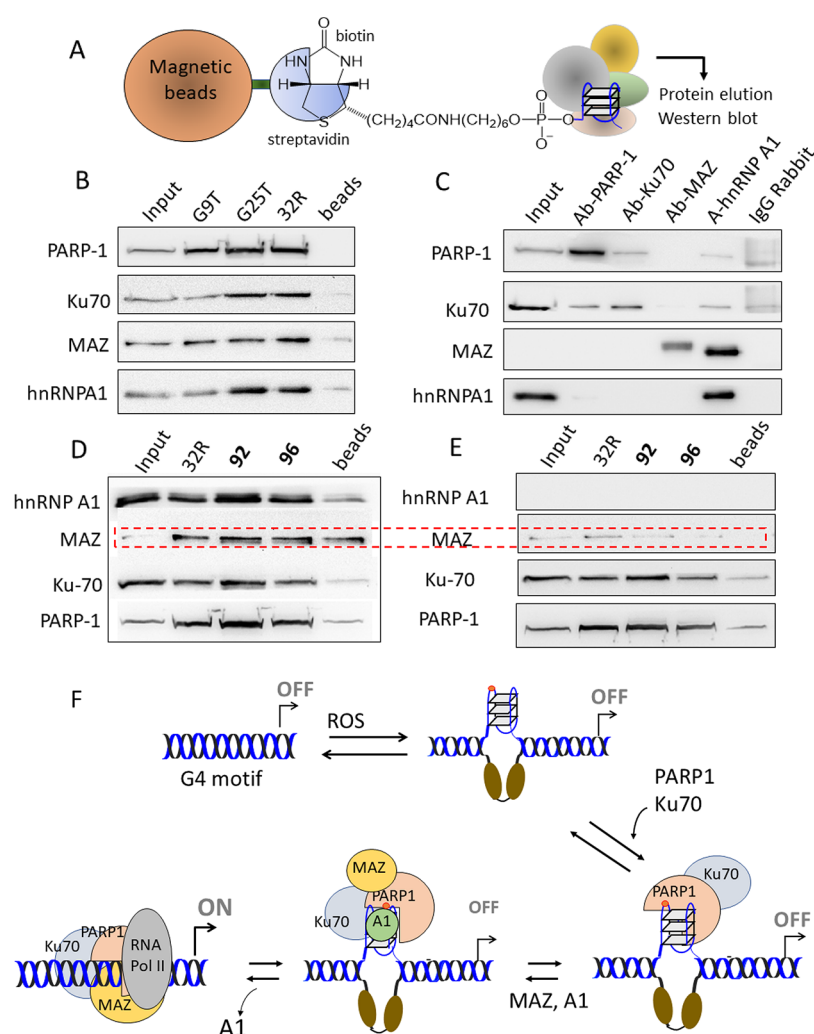 A
Magnetic
beads
biotin
O
HN
NH
H
H
S
streptavidin
(CH2)4CONH(CH2)6O
O
P
O
O-
Protein elution
Western blot
B
Input
G9T
G25T
32R
beads
PARP-1
Ku70
MAZ
hnRNPA1
C
Input
Ab-PARP-1
Ab-Ku70
Ab-MAZ
A-hnRNP A1
IgG Rabbit
PARP-1
Ku70
MAZ
hnRNPA1
D
Input
32R
92
96
beads
hnRNP A1
MAZ
Ku-70
PARP-1
E
Input
32R
92
96
beads
hnRNP A1
MAZ
Ku-70
PARP-1
F
OFF
ROS
G4 motif
OFF
PARP1
Ku70
Ku70
PARP1
OFF
MAZ, A1
MAZ
PARP1
Ku70
A1
OFF
A1
ON
PARP1
Ku70
RNA
Pol II
MAZ